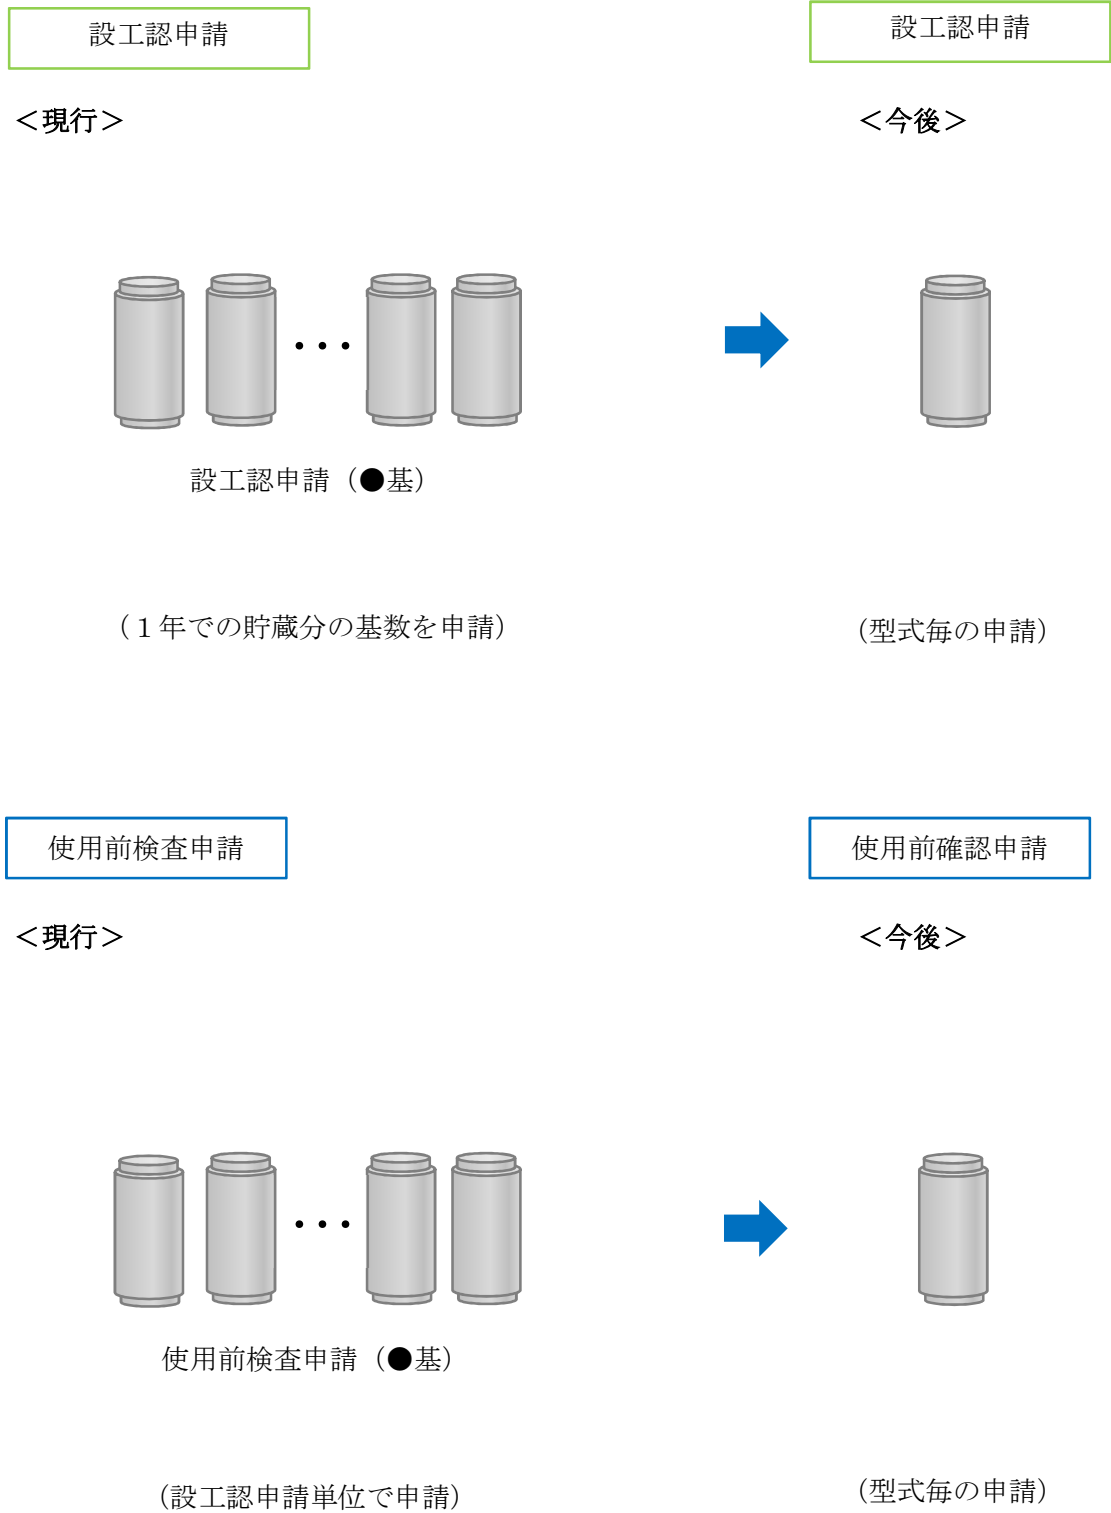 設工認申請
設工認申請
＜現行＞
＜今後＞
・・・
設工認申請（●基）
（１年での貯蔵分の基数を申請）
（型式毎の申請）
使用前検査申請
使用前確認申請
＜現行＞
＜今後＞
・・・
使用前検査申請（●基）
（設工認申請単位で申請）
（型式毎の申請）